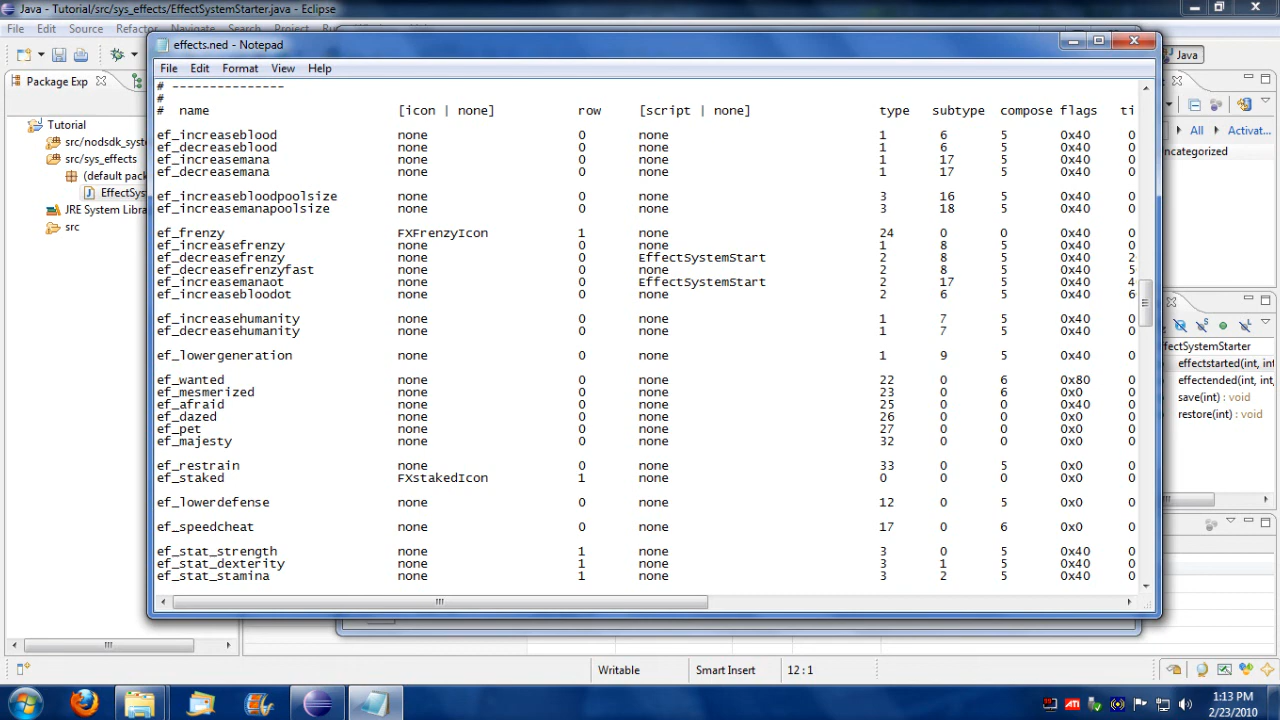 Java - Tutorial/src/sys_effects/EffectSystemStarter.java - Eclipse
File Edit Source Refactor Navigate Search Project Ru
Java
Package Exp
Tutorial
src/nodsdk_syst
src/sys_effects
(default pack
EffectSys
JRE System Libra
src
effects.ned - Notepad
File Edit Format View Help
# ---------------
#
# name [icon | none] row [script | none] type subtype compose flags ti
ef_increaseblood none 0 none 1 6 5 0x40 0
ef_decreaseblood none 0 none 1 6 5 0x40 0
ef_increasemana none 0 none 1 17 5 0x40 0
ef_decreasemana none 0 none 1 17 5 0x40 0
ef_increasebloodpoolsize none 0 none 3 16 5 0x40 0
ef_increasemanapoolsize none 0 none 3 18 5 0x40 0
ef_frenzy FXFrenzyIcon 1 none 24 0 0 0x40 0
ef_increasefrenzy none 0 none 1 8 5 0x40 0
ef_decreasefrenzy none 0 EffectSystemStart 2 8 5 0x40 2
ef_decreasefrenzyfast none 0 none 2 8 5 0x40 5
ef_increasemanaot none 0 EffectSystemStart 2 17 5 0x40 4
ef_increasebloodot none 0 none 2 6 5 0x40 6
ef_increasehumanity none 0 none 1 7 5 0x40 0
ef_decreasehumanity none 0 none 1 7 5 0x40 0
ef_lowergeneration none 0 none 1 9 5 0x40 0
ef_wanted none 0 none 22 0 6 0x80 0
ef_mesmerized none 0 none 23 0 6 0x0 0
ef_afraid none 0 none 25 0 0 0x40 0
ef_dazed none 0 none 26 0 0 0x0 0
ef_pet none 0 none 27 0 0 0x0 0
ef_majesty none 0 none 32 0 0 0x0 0
ef_restrain none 0 none 33 0 5 0x0 0
ef_staked FXstakedIcon 1 none 0 0 0 0x0 0
ef_lowerdefense none 0 none 12 0 5 0x0 0
ef_speedcheat none 0 none 17 0 6 0x0 0
ef_stat_strength none 1 none 3 0 5 0x40 0
ef_stat_dexterity none 1 none 3 1 5 0x40 0
ef_stat_stamina none 1 none 3 2 5 0x40 0
All Activat...
ncategorized
ffectSystemStarter
effectstarted(int, int
effectended(int, int,
save(int) : void
restore(int) : void
Writable Smart Insert 12 : 1
ATI
1:13 PM
2/23/2010